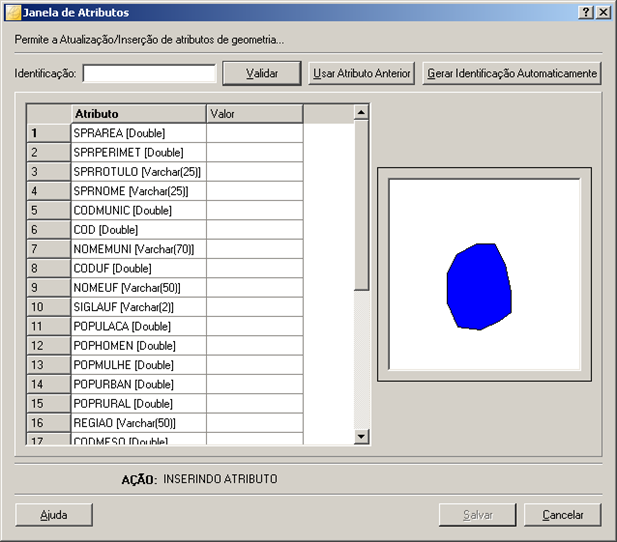 Janela de Atributos
Permite a Atualização/Inserção de atributos de geometria...
Identificação: Validar Usar Atributo Anterior Gerar Identificação Automaticamente
Atributo Valor
1 SPRAREA [Double]
2 SPRPERIMET [Double]
3 SPRROTULO [Varchar(25)]
4 SPRNOME [Varchar(25)]
5 CODMUNIC [Double]
6 COD [Double]
7 NOMEMUNI [Varchar(70)]
8 CODUF [Double]
9 NOMEUF [Varchar(50)]
10 SIGLAUF [Varchar(2)]
11 POPULACA [Double]
12 POPHOMEN [Double]
13 POPMULHE [Double]
14 POPURBAN [Double]
15 POPRURAL [Double]
16 REGIAO [Varchar(50)]
17 CODMESO [Double]
AÇÃO: INSERINDO ATRIBUTO
Ajuda Salvar Cancelar